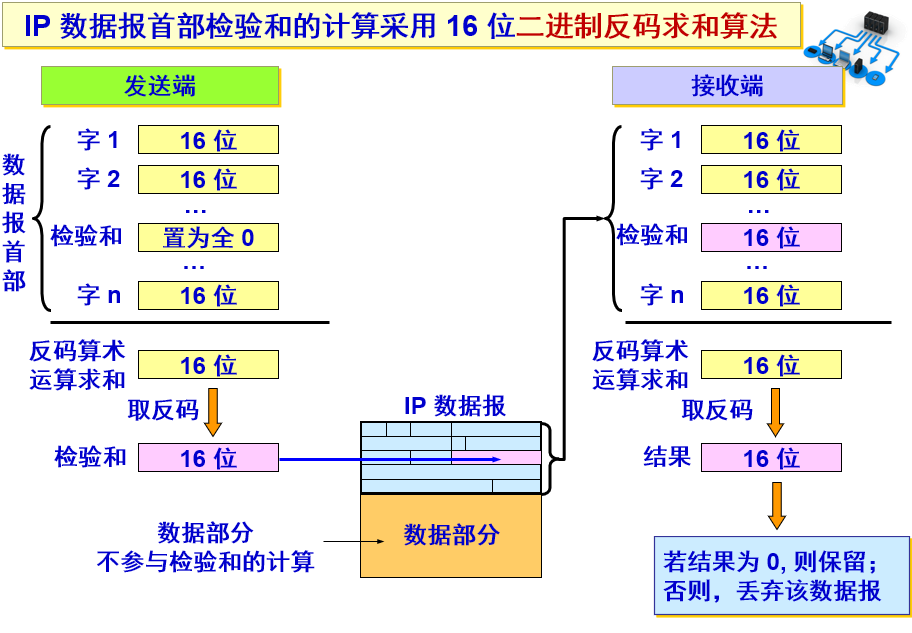 IP 数据报首部检验和的计算采用 16 位二进制反码求和算法
发送端
数据报首部
字 1
16 位
字 2
16 位
…
检验和
置为全 0
…
字 n
16 位
反码算术
运算求和
16 位
取反码
检验和
16 位
数据部分
不参与检验和的计算
IP 数据报
数据部分
接收端
字 1
16 位
字 2
16 位
…
检验和
16 位
…
字 n
16 位
反码算术
运算求和
16 位
取反码
结果
16 位
若结果为 0, 则保留；
否则，丢弃该数据报